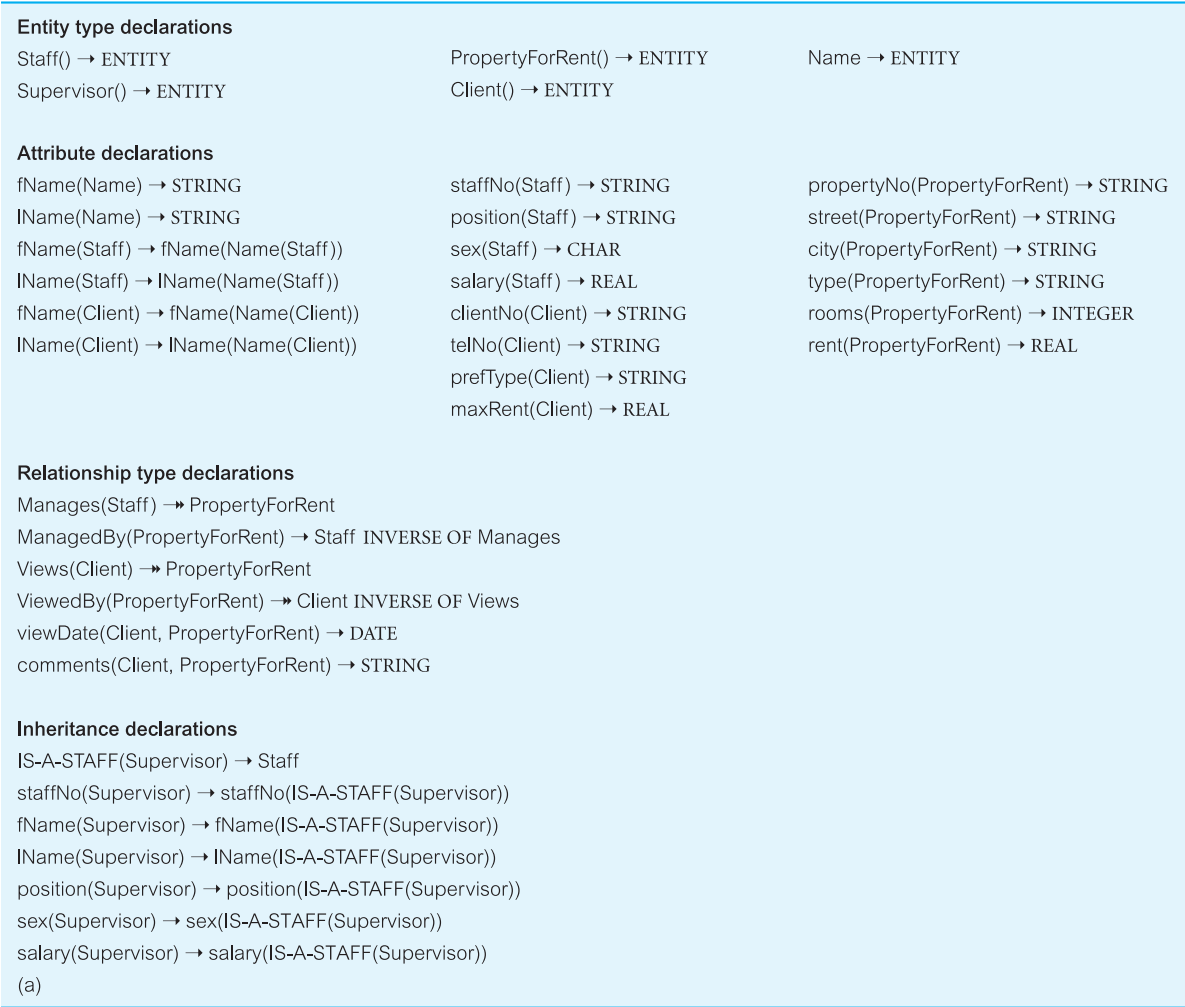 Entity type declarations
Staff() → ENTITY
Supervisor() → ENTITY
PropertyForRent() → ENTITY
Client() → ENTITY
Name → ENTITY
Attribute declarations
fName(Name) → STRING
lName(Name) → STRING
fName(Staff) → fName(Name(Staff))
lName(Staff) → lName(Name(Staff))
fName(Client) → fName(Name(Client))
lName(Client) → lName(Name(Client))
staffNo(Staff) → STRING
position(Staff) → STRING
sex(Staff) → CHAR
salary(Staff) → REAL
clientNo(Client) → STRING
telNo(Client) → STRING
prefType(Client) → STRING
maxRent(Client) → REAL
propertyNo(PropertyForRent) → STRING
street(PropertyForRent) → STRING
city(PropertyForRent) → STRING
type(PropertyForRent) → STRING
rooms(PropertyForRent) → INTEGER
rent(PropertyForRent) → REAL
Relationship type declarations
Manages(Staff) ↠ PropertyForRent
ManagedBy(PropertyForRent) → Staff INVERSE OF Manages
Views(Client) ↠ PropertyForRent
ViewedBy(PropertyForRent) ↠ Client INVERSE OF Views
viewDate(Client, PropertyForRent) → DATE
comments(Client, PropertyForRent) → STRING
Inheritance declarations
IS-A-STAFF(Supervisor) → Staff
staffNo(Supervisor) → staffNo(IS-A-STAFF(Supervisor))
fName(Supervisor) → fName(IS-A-STAFF(Supervisor))
lName(Supervisor) → lName(IS-A-STAFF(Supervisor))
position(Supervisor) → position(IS-A-STAFF(Supervisor))
sex(Supervisor) → sex(IS-A-STAFF(Supervisor))
salary(Supervisor) → salary(IS-A-STAFF(Supervisor))
(a)